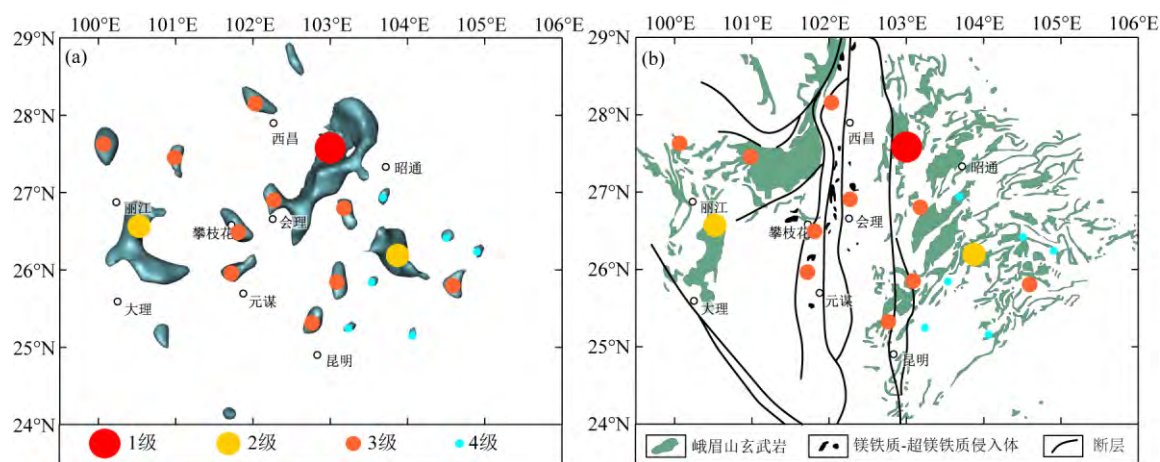 100°E 101°E 102°E 103°E 104°E 105°E 106°E
29°N
28°N
27°N
26°N
25°N
24°N
(a)
西昌
昭通
丽江
会理
攀枝花
大理
元谋
昆明
1级 2级 3级 4级
100°E 101°E 102°E 103°E 104°E 105°E 106°E
29°N
28°N
27°N
26°N
25°N
24°N
(b)
西昌
昭通
丽江
会理
攀枝花
大理
元谋
昆明
峨眉山玄武岩 镁铁质-超镁铁质侵入体 断层